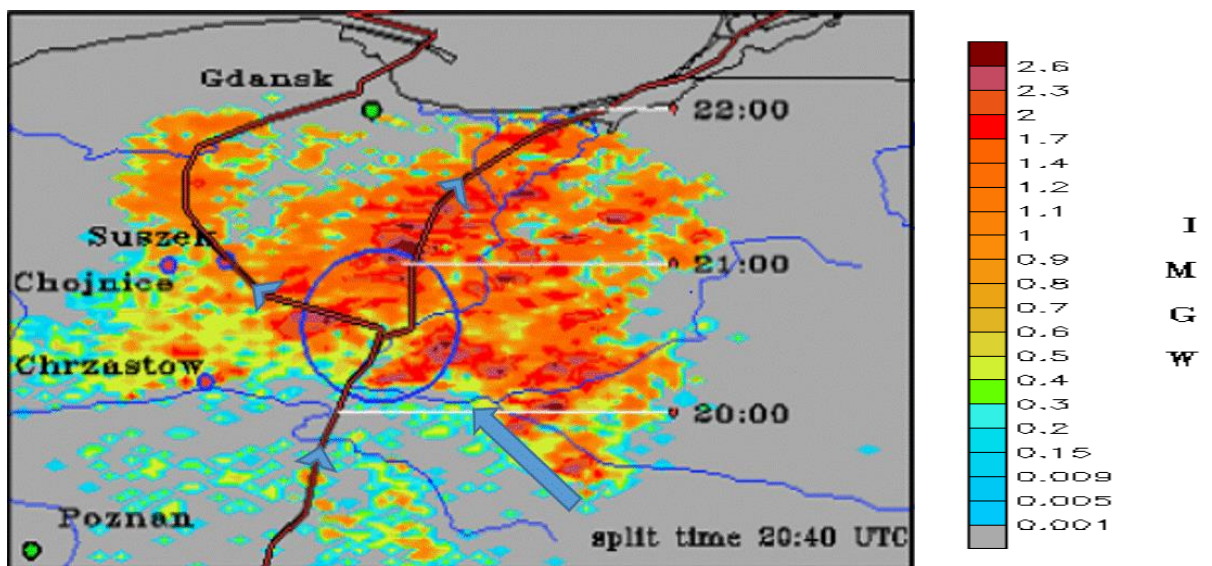 Gdansk
22:00
Suszek
21:00
Chojnice
Chrzastow
20:00
Poznan
split time 20:40 UTC
2.6
2.3
2
1.7
1.4
1.2
1.1
1
0.9
0.8
0.7
0.6
0.5
0.4
0.3
0.2
0.15
0.009
0.005
0.001
I
M
G
W